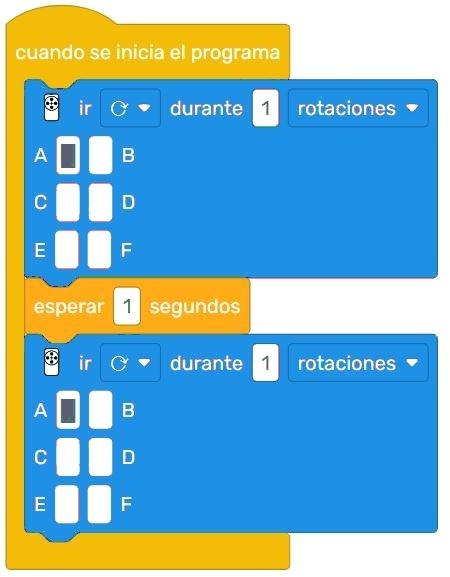 cuando se inicia el programa
ir durante 1 rotaciones
A B
C D
E F
esperar 1 segundos
ir durante 1 rotaciones
A B
C D
E F